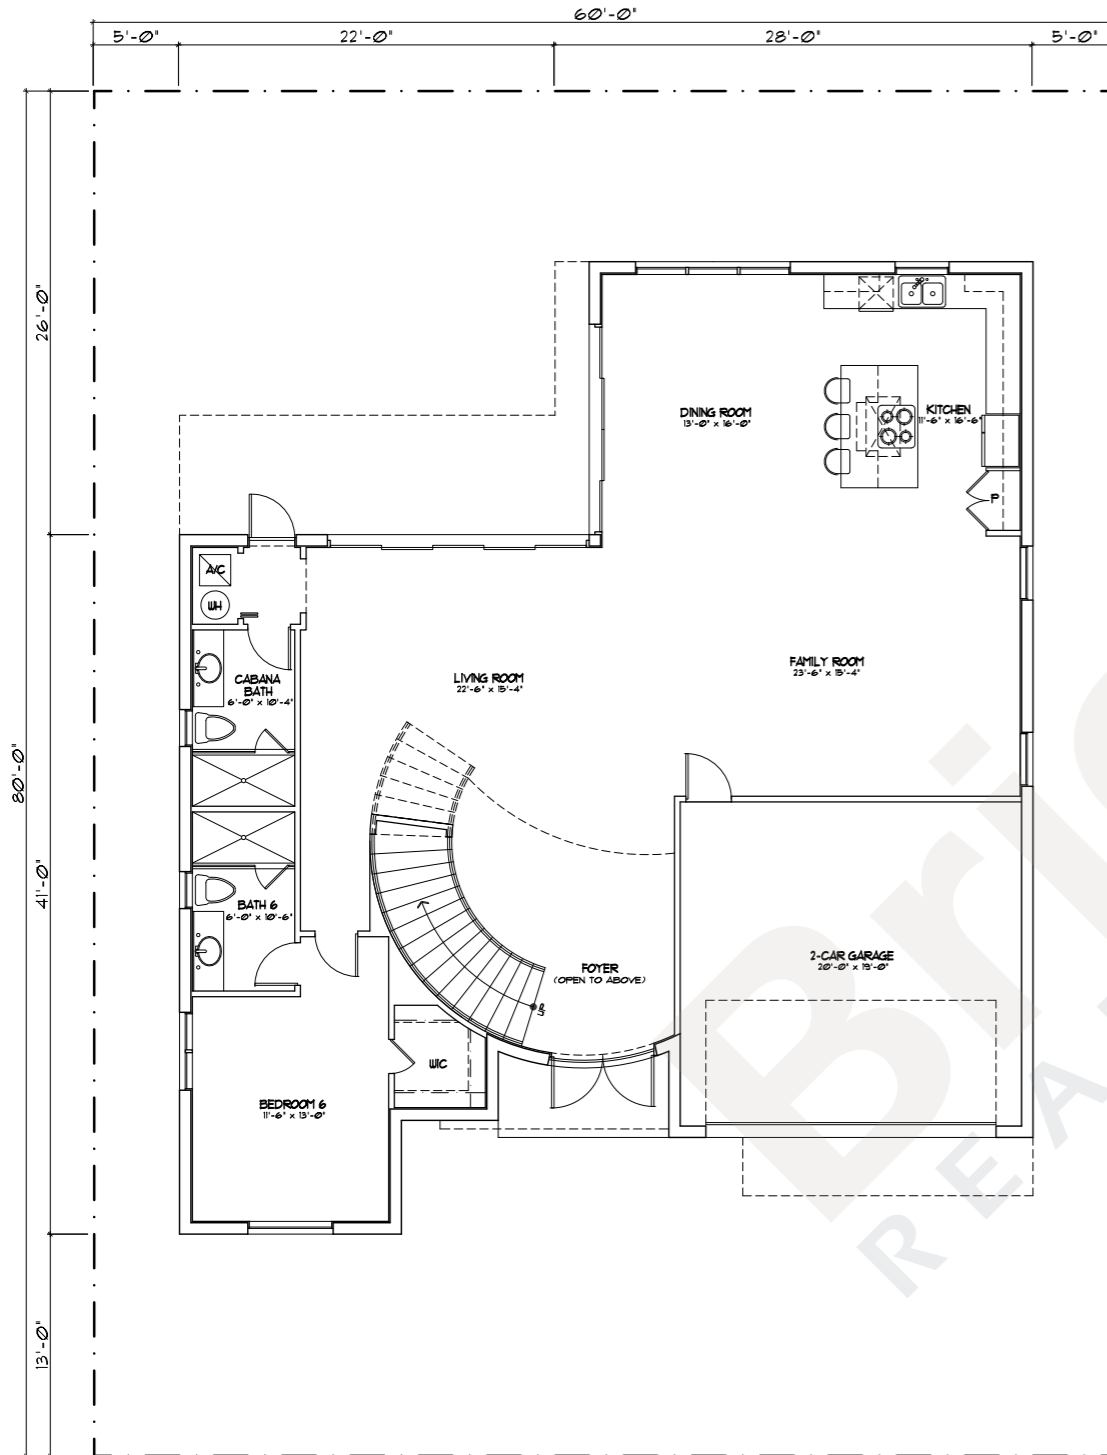 60'-0"
5'-0"
22'-0"
28'-0"
5'-0"
26'-0"
80'-0"
41'-0"
13'-0"
DINING ROOM
13'-0" x 16'-0"
KITCHEN
11'-6" x 16'-6"
P
A/C
WH
CABANA
BATH
6'-0" x 10'-4"
LIVING ROOM
22'-6" x 15'-4"
FAMILY ROOM
23'-6" x 15'-4"
BATH 6
6'-0" x 10'-6"
FOYER
(OPEN TO ABOVE)
UP
2-CAR GARAGE
20'-0" x 19'-0"
WIC
BEDROOM 6
11'-6" x 13'-0"
Bri
REA